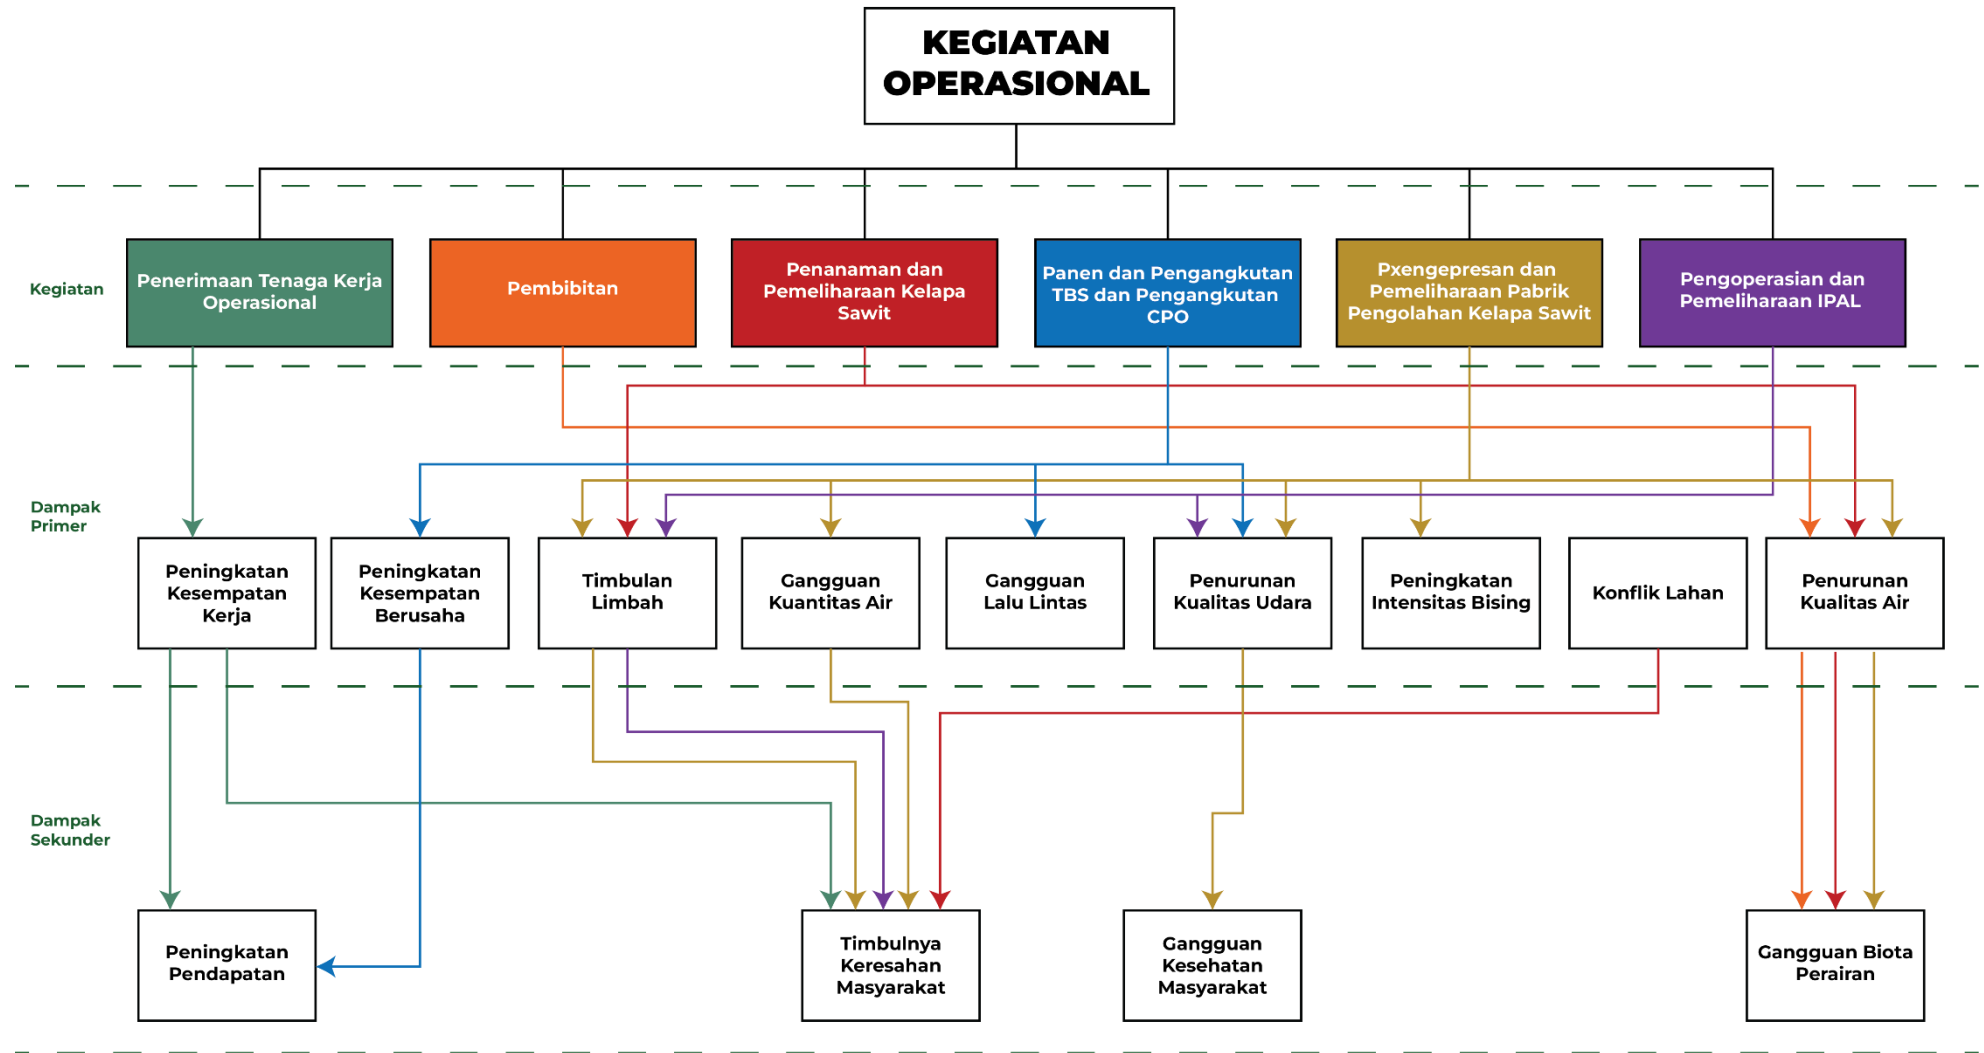 KEGIATAN
OPERASIONAL
Kegiatan
Penerimaan Tenaga Kerja
Operasional
Pembibitan
Penanaman dan
Pemeliharaan Kelapa
Sawit
Panen dan Pengangkutan
TBS dan Pengangkutan
CPO
Pxengepresan dan
Pemeliharaan Pabrik
Pengolahan Kelapa Sawit
Pengoperasian dan
Pemeliharaan IPAL
Dampak
Primer
Peningkatan
Kesempatan
Kerja
Peningkatan
Kesempatan
Berusaha
Timbulan
Limbah
Gangguan
Kuantitas Air
Gangguan
Lalu Lintas
Penurunan
Kualitas Udara
Peningkatan
Intensitas Bising
Konflik Lahan
Penurunan
Kualitas Air
Dampak
Sekunder
Peningkatan
Pendapatan
Timbulnya
Keresahan
Masyarakat
Gangguan
Kesehatan
Masyarakat
Gangguan Biota
Perairan